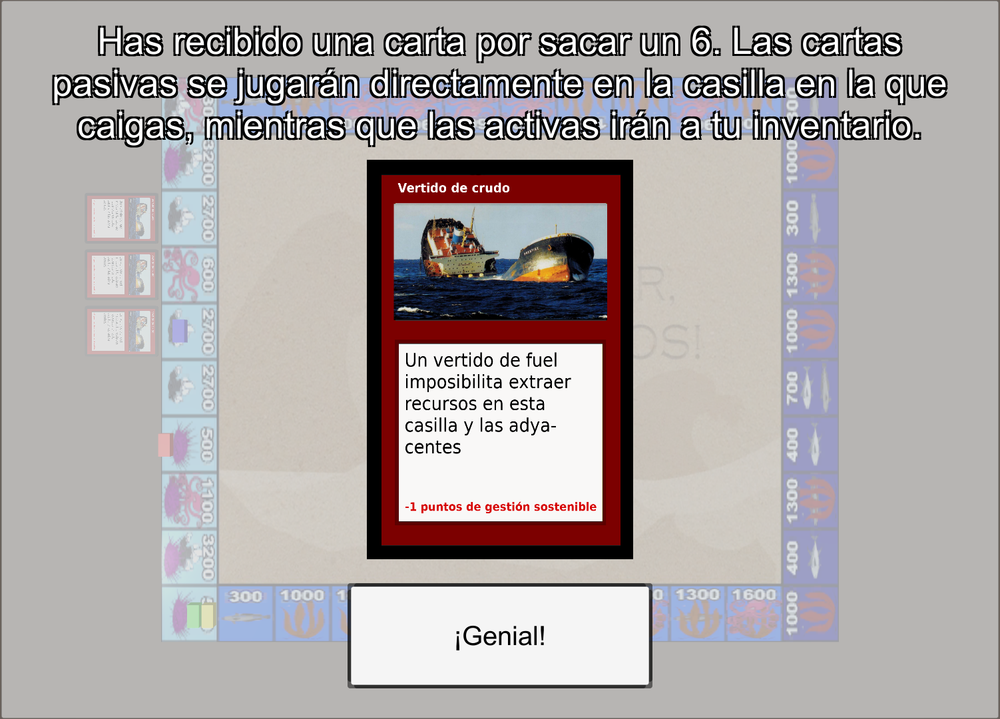 Has recibido una carta por sacar un 6. Las cartas
pasivas se jugarán directamente en la casilla en la que
caigas, mientras que las activas irán a tu inventario.
Vertido de crudo
PRESTIGE
Un vertido de fuel
imposibilita extraer
recursos en esta
casilla y las adya-
centes
-1 puntos de gestión sostenible
¡Genial!
3200
2700
600
2700
2700
500
1100
3200
300
1000
1300
1600
1000
300
1300
1000
700
400
1300
400
1000
R,
OS!